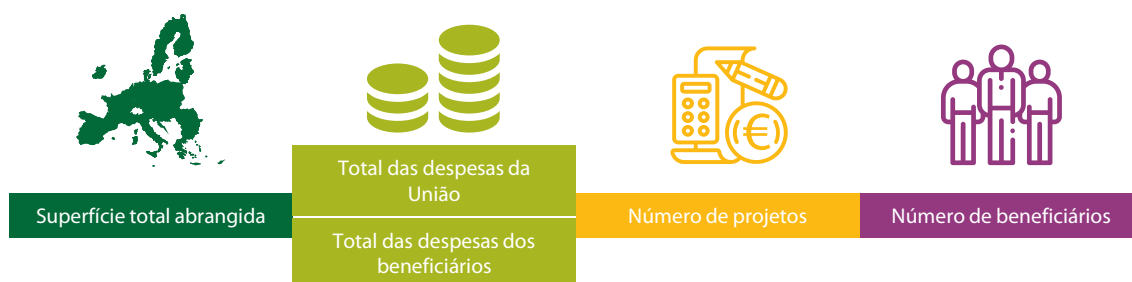 Superfície total abrangida
Total das despesas da
União
Total das despesas dos
beneficiários
Número de projetos
Número de beneficiários